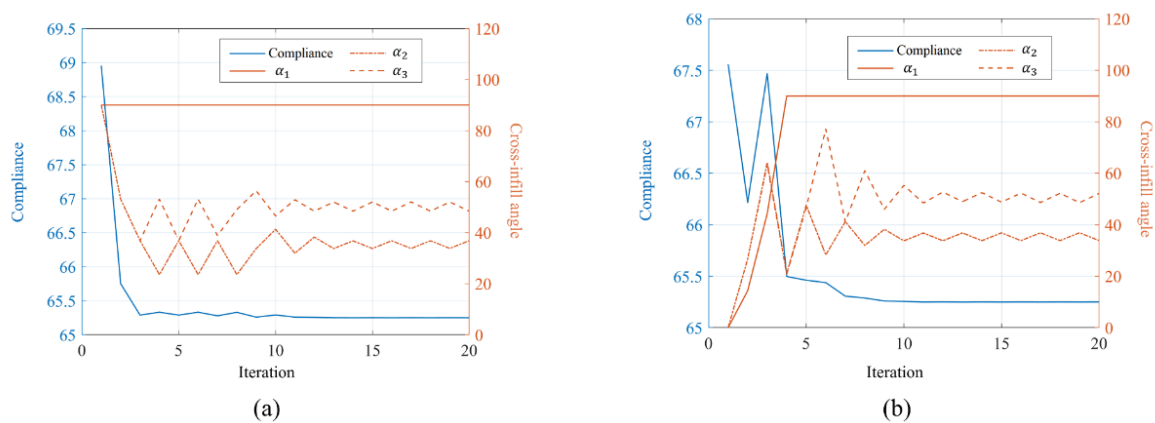 69.5
69
68.5
68
67.5
67
66.5
66
65.5
65
Compliance
Compliance
α₁
α₂
α₃
120
100
80
60
40
20
0
Cross-infill angle
0
5
10
15
20
Iteration
(a)
68
67.5
67
66.5
66
65.5
65
Compliance
Compliance
α₁
α₂
α₃
120
100
80
60
40
20
0
Cross-infill angle
0
5
10
15
20
Iteration
(b)